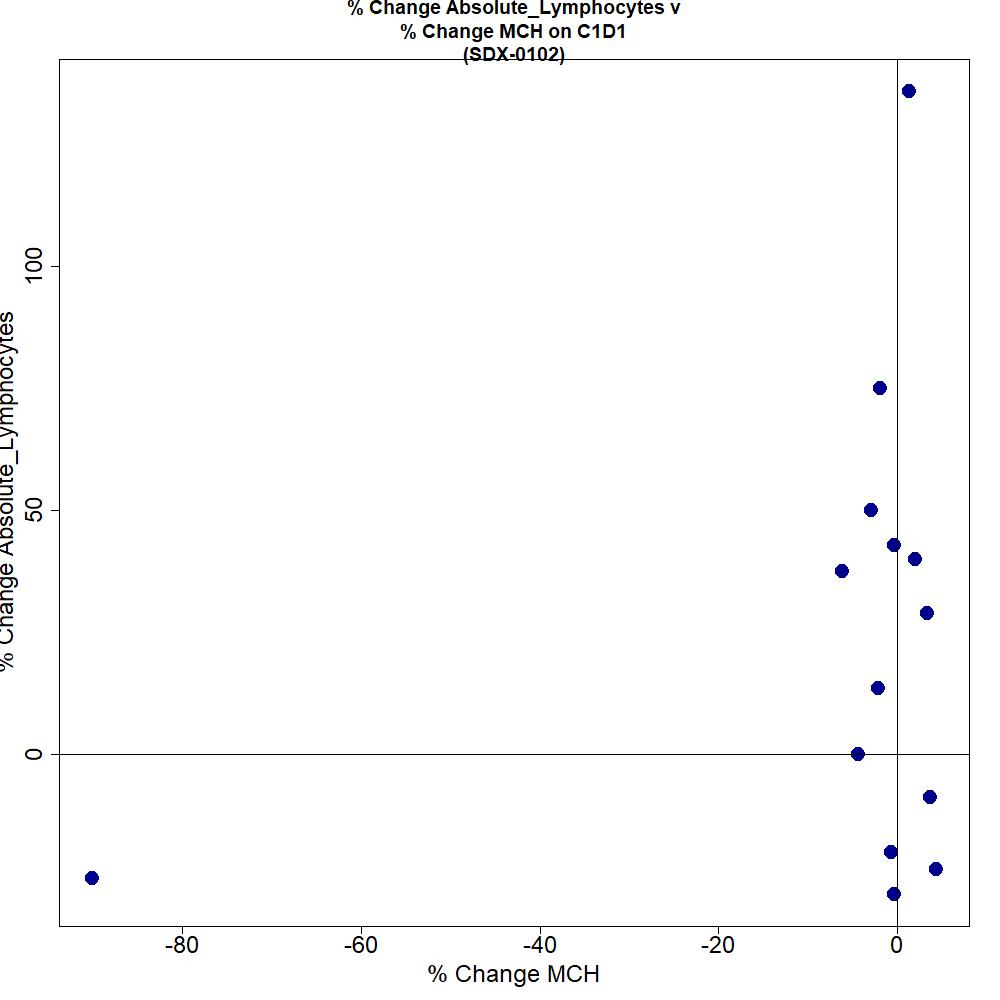 % Change Absolute_Lymphocytes v
% Change MCH on C1D1
(SDX-0102)
% Change Absolute_Lymphocytes
100
50
0
-80
-60
-40
-20
0
% Change MCH